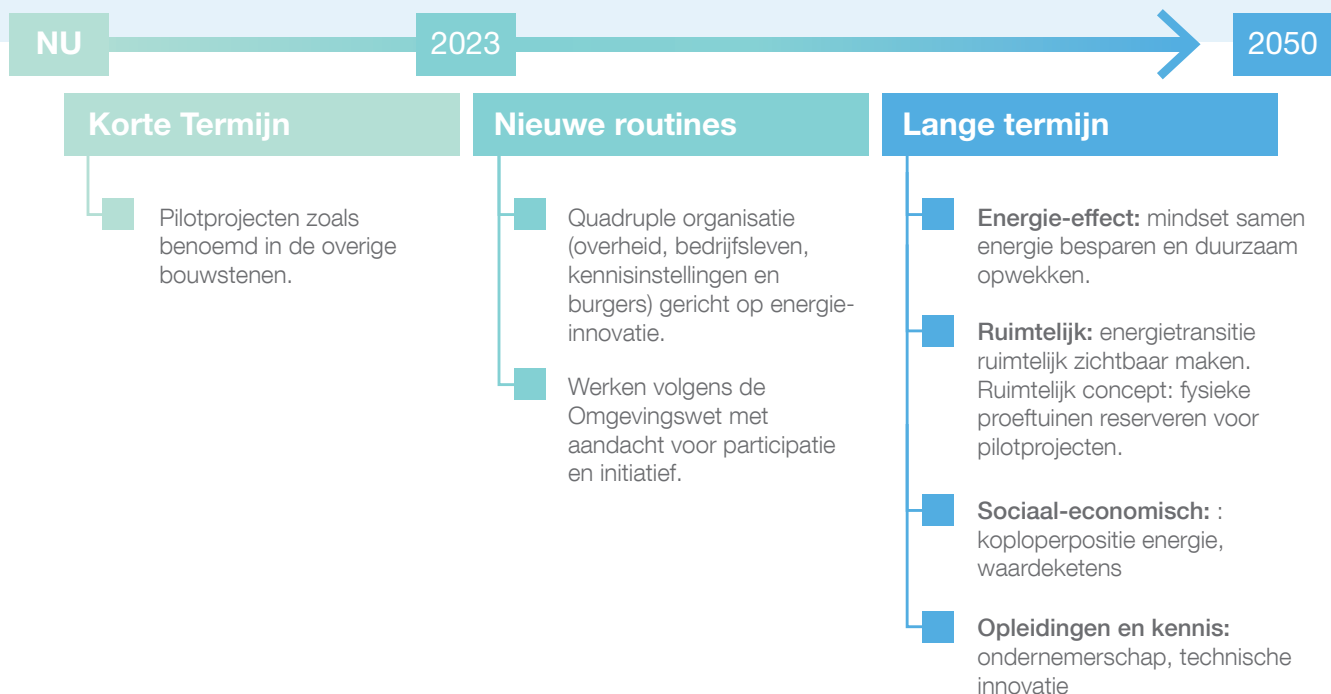 NU
2023
2050
Korte Termijn
Pilotprojecten zoals
benoemd in de overige
bouwstenen.
Nieuwe routines
Quadruple organisatie
(overheid, bedrijfsleven,
kennisinstellingen en
burgers) gericht op energie-
innovatie.
Werken volgens de
Omgevingswet met
aandacht voor participatie
en initiatief.
Lange termijn
Energie-effect: mindset samen
energie besparen en duurzaam
opwekken.
Ruimtelijk: energietransitie
ruimtelijk zichtbaar maken.
Ruimtelijk concept: fysieke
proeftuinen reserveren voor
pilotprojecten.
Sociaal-economisch: :
koploperpositie energie,
waardeketens
Opleidingen en kennis:
ondernemerschap, technische
innovatie